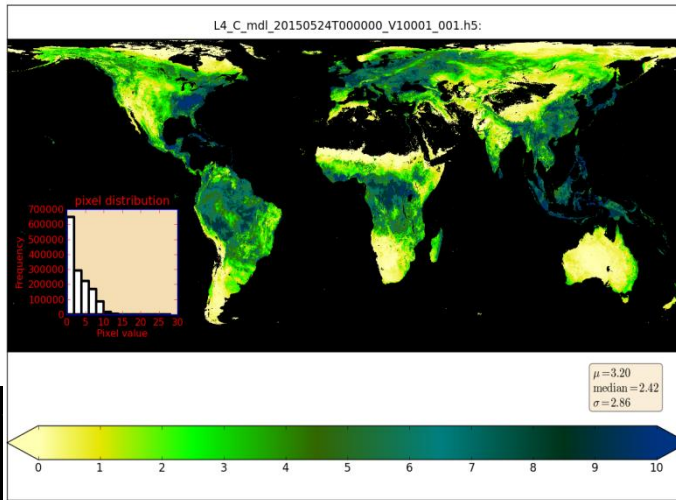 L4_C_mdl_20150524T000000_V10001_001.h5:
pixel distribution
700000
600000
500000
400000
300000
200000
100000
0
Frequency
0 5 10 15 20 25 30
Pixel value
μ=3.20
median=2.42
σ=2.86
0 1 2 3 4 5 6 7 8 9 10